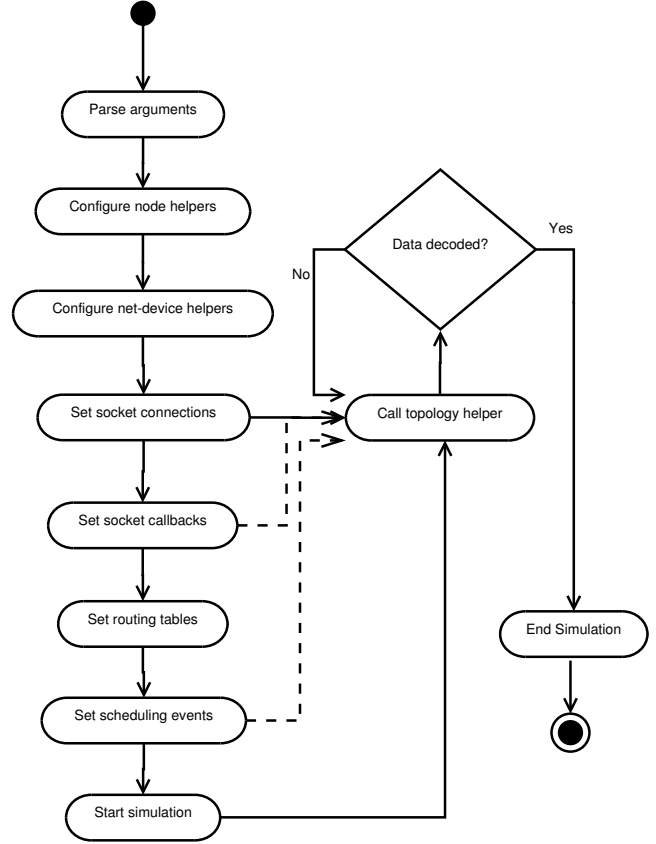 Parse arguments
Configure node helpers
Configure net-device helpers
Set socket connections
Set socket callbacks
Set routing tables
Set scheduling events
Start simulation
Data decoded?
Yes
No
Call topology helper
End Simulation